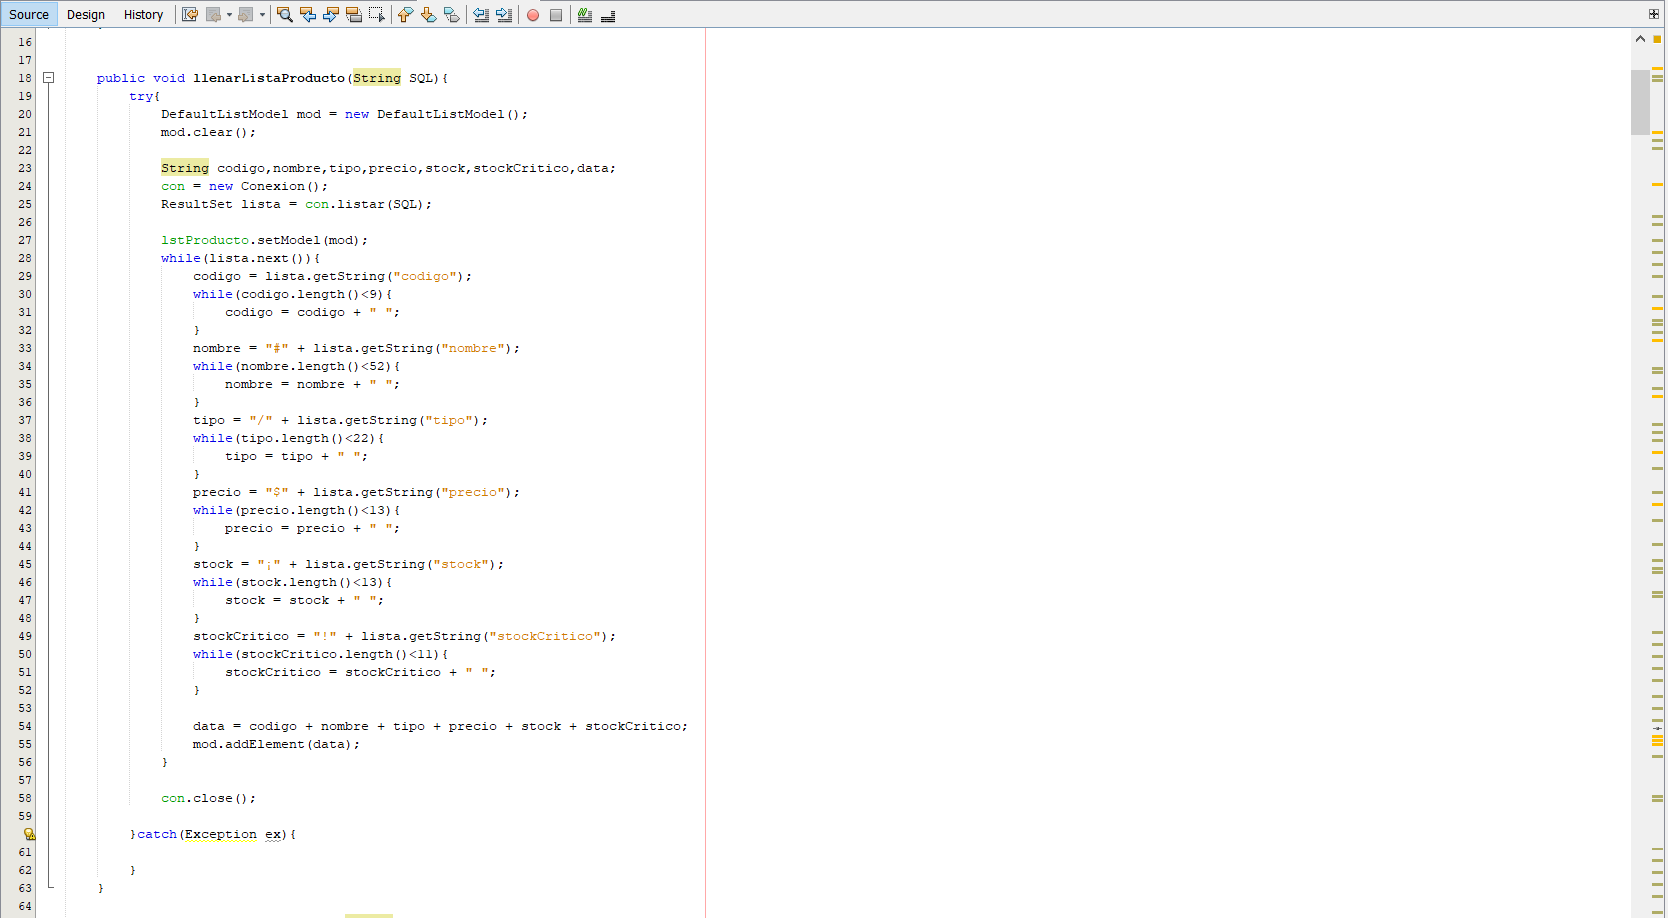 Source Design History
16
17
18 public void llenarListaProducto(String SQL){
19 try{
20 DefaultListModel mod = new DefaultListModel();
21 mod.clear();
22
23 String codigo,nombre,tipo,precio,stock,stockCritico,data;
24 con = new Conexion();
25 ResultSet lista = con.listar(SQL);
26
27 lstProducto.setModel(mod);
28 while(lista.next()){
29 codigo = lista.getString("codigo");
30 while(codigo.length()<9){
31 codigo = codigo + " ";
32 }
33 nombre = "#" + lista.getString("nombre");
34 while(nombre.length()<52){
35 nombre = nombre + " ";
36 }
37 tipo = "/" + lista.getString("tipo");
38 while(tipo.length()<22){
39 tipo = tipo + " ";
40 }
41 precio = "$" + lista.getString("precio");
42 while(precio.length()<13){
43 precio = precio + " ";
44 }
45 stock = "¡" + lista.getString("stock");
46 while(stock.length()<13){
47 stock = stock + " ";
48 }
49 stockCritico = "!" + lista.getString("stockCritico");
50 while(stockCritico.length()<11){
51 stockCritico = stockCritico + " ";
52 }
53
54 data = codigo + nombre + tipo + precio + stock + stockCritico;
55 mod.addElement(data);
56 }
57
58 con.close();
59
}catch(Exception ex){
61
62 }
63 }
64